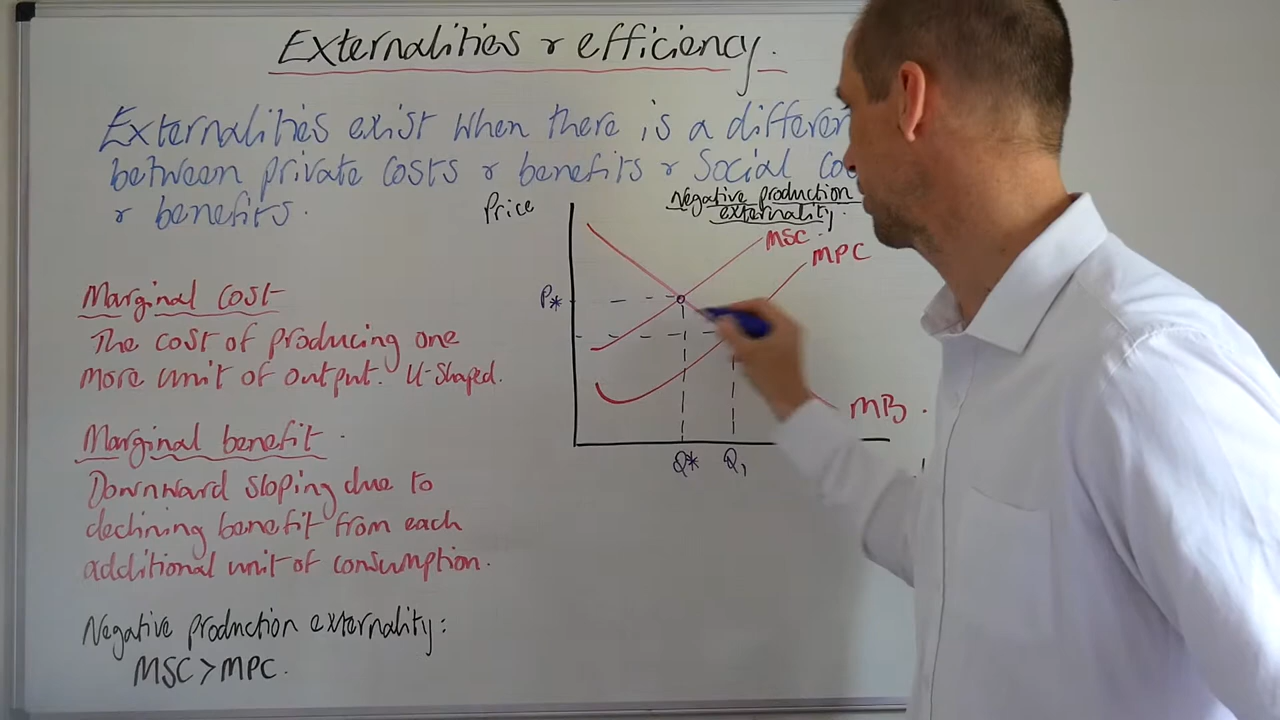 Externalities & efficiency.
Externalities exist when there is a differen
between private costs & benefits & Social Co
& benefits.
Price
Negative production
externality.
MSC.
MPC
P*
MB.
Q* Q1
Marginal cost
The cost of producing one
more unit of output. U-shaped.
Marginal benefit.
Downward sloping due to
declining benefit from each
additional unit of consumption.
Negative production externality:
MSC>MPC.